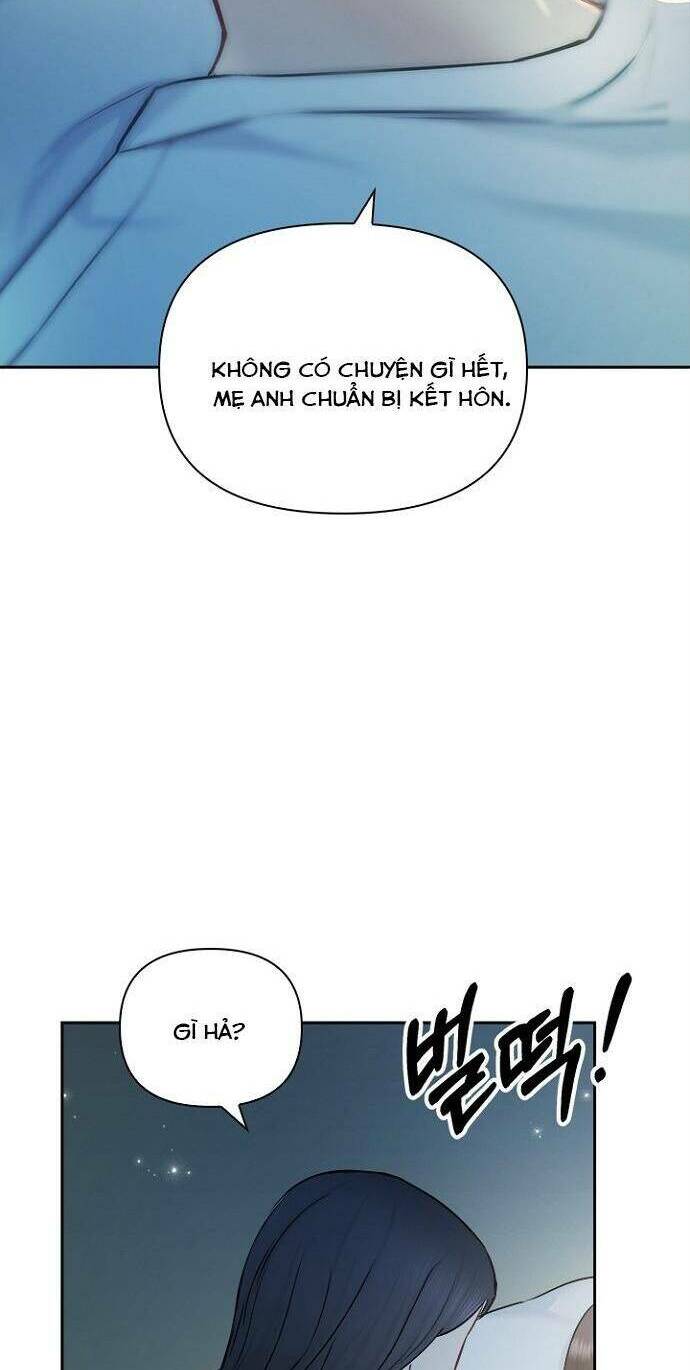 KHÔNG CÓ CHUYỆN GÌ HẾT,
MẸ ANH CHUẨN BỊ KẾT HÔN.
GÌ HẢ?
벌떡!